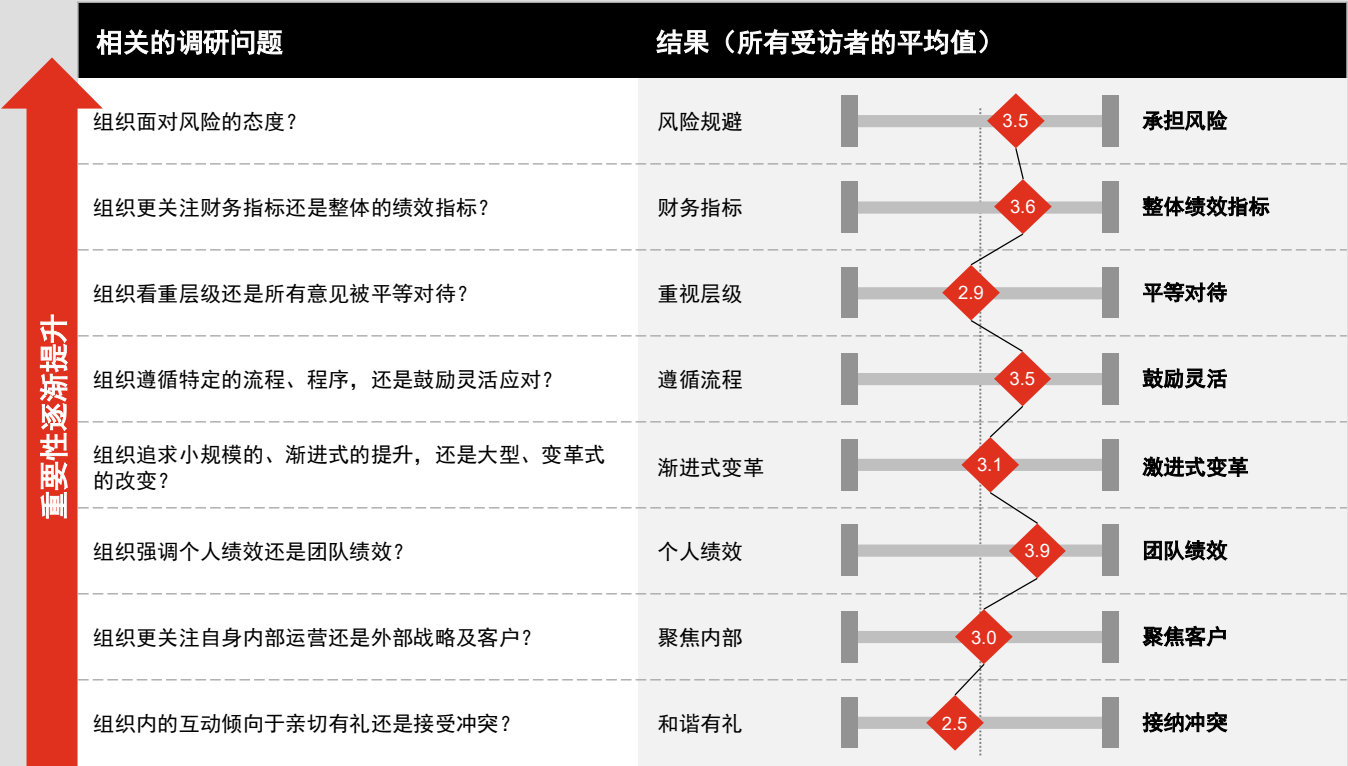 相关的调研问题
结果（所有受访者的平均值）
重要性逐渐提升
组织面对风险的态度？
风险规避
3.5
承担风险
组织更关注财务指标还是整体的绩效指标？
财务指标
3.6
整体绩效指标
组织看重层级还是所有意见被平等对待？
重视层级
2.9
平等对待
组织遵循特定的流程、程序，还是鼓励灵活应对？
遵循流程
3.5
鼓励灵活
组织追求小规模的、渐进式的提升，还是大型、变革式
的改变？
渐进式变革
3.1
激进式变革
组织强调个人绩效还是团队绩效？
个人绩效
3.9
团队绩效
组织更关注自身内部运营还是外部战略及客户？
聚焦内部
3.0
聚焦客户
组织内的互动倾向于亲切有礼还是接受冲突？
和谐有礼
2.5
接纳冲突